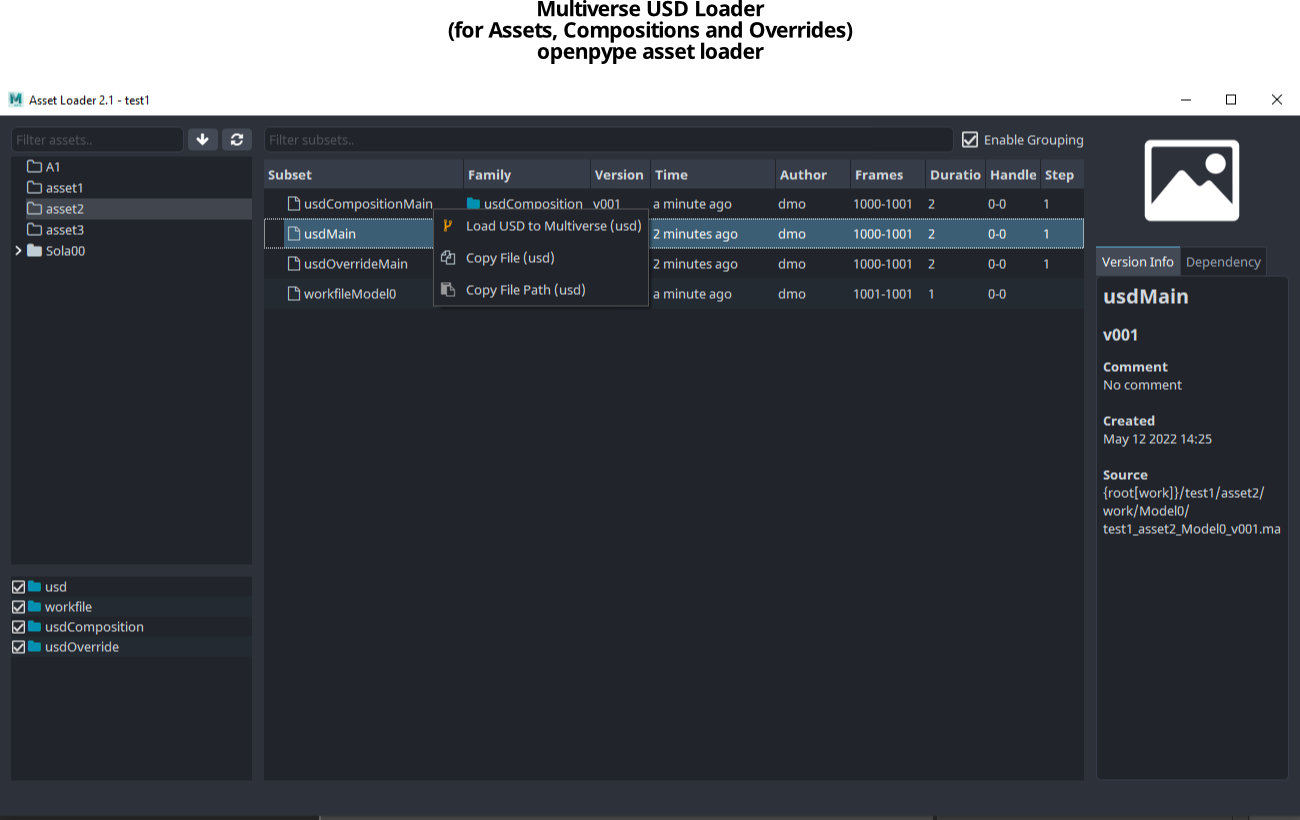 Multiverse USD Loader
(for Assets, Compositions and Overrides)
openpype asset loader
M Asset Loader 2.1 - test1
Filter assets..
Filter subsets..
Enable Grouping
A1
asset1
asset2
asset3
Sola00
usd
workfile
usdComposition
usdOverride
Subset Family Version Time Author Frames Duratio Handle Step
usdCompositionMain usdComposition v001 a minute ago dmo 1000-1001 2 0-0 1
usdMain 2 minutes ago dmo 1000-1001 2 0-0 1
usdOverrideMain 2 minutes ago dmo 1000-1001 2 0-0 1
workfileModel0 a minute ago dmo 1001-1001 1 0-0
Load USD to Multiverse (usd)
Copy File (usd)
Copy File Path (usd)
Version Info Dependency
usdMain
v001
Comment
No comment
Created
May 12 2022 14:25
Source
{root[work]}/test1/asset2/
work/Model0/
test1_asset2_Model0_v001.ma